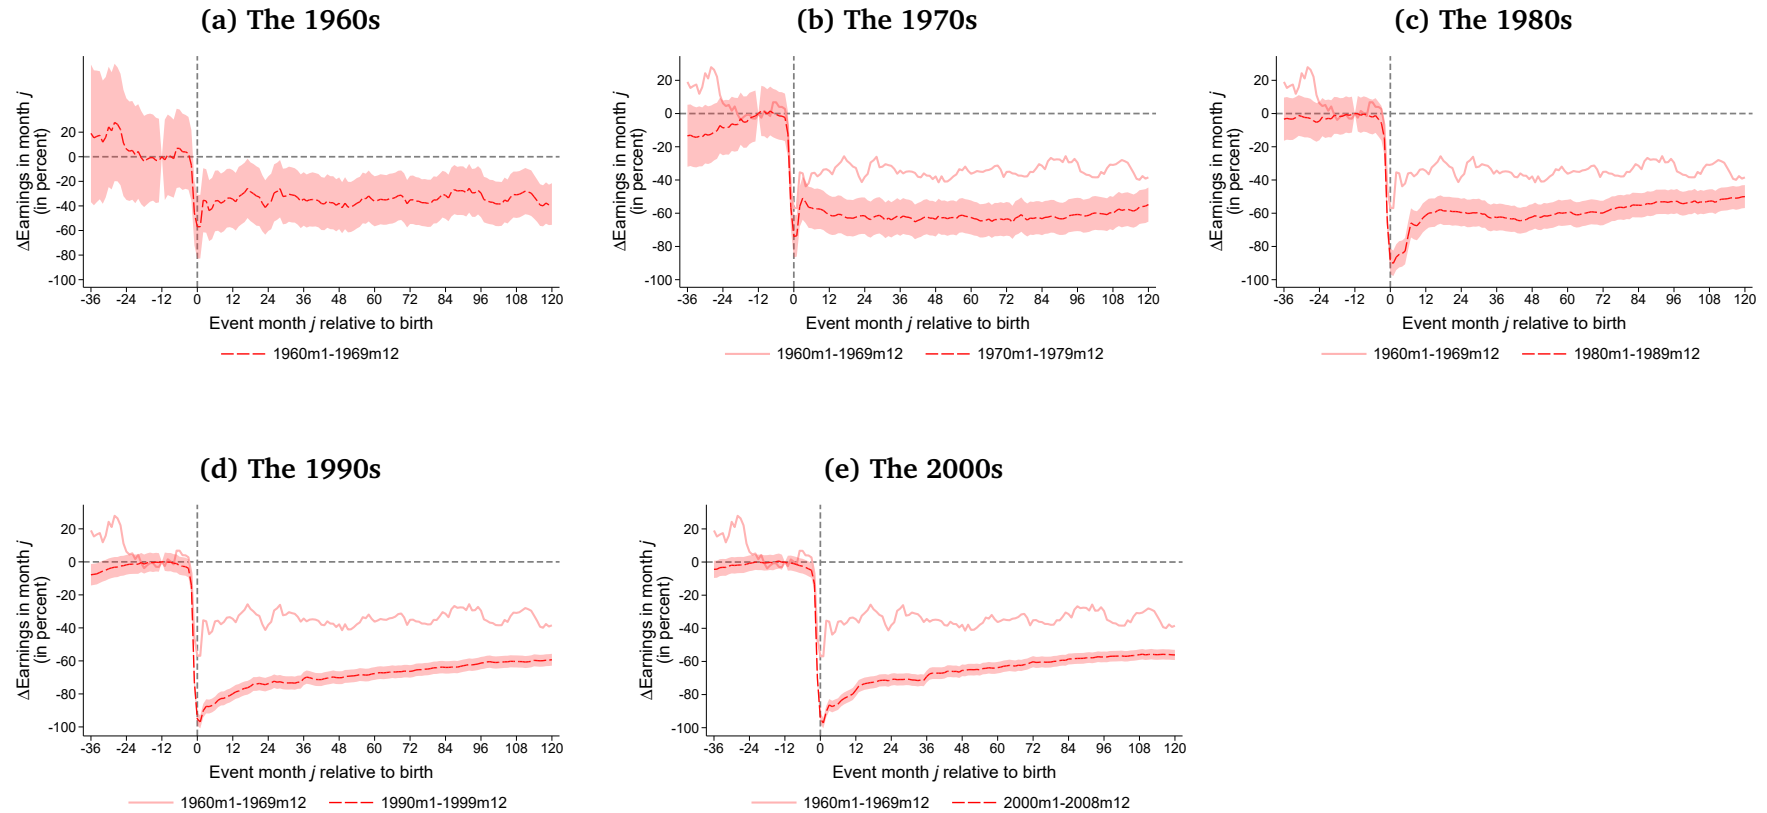 (a) The 1960s
ΔEarnings in month j
(in percent)
20
0
-20
-40
-60
-80
-100
-36 -24 -12 0 12 24 36 48 60 72 84 96 108 120
Event month j relative to birth
1960m1-1969m12
(b) The 1970s
ΔEarnings in month j
(in percent)
20
0
-20
-40
-60
-80
-100
-36 -24 -12 0 12 24 36 48 60 72 84 96 108 120
Event month j relative to birth
1960m1-1969m12 1970m1-1979m12
(c) The 1980s
ΔEarnings in month j
(in percent)
20
0
-20
-40
-60
-80
-100
-36 -24 -12 0 12 24 36 48 60 72 84 96 108 120
Event month j relative to birth
1960m1-1969m12 1980m1-1989m12
(d) The 1990s
ΔEarnings in month j
(in percent)
20
0
-20
-40
-60
-80
-100
-36 -24 -12 0 12 24 36 48 60 72 84 96 108 120
Event month j relative to birth
1960m1-1969m12 1990m1-1999m12
(e) The 2000s
ΔEarnings in month j
(in percent)
20
0
-20
-40
-60
-80
-100
-36 -24 -12 0 12 24 36 48 60 72 84 96 108 120
Event month j relative to birth
1960m1-1969m12 2000m1-2008m12